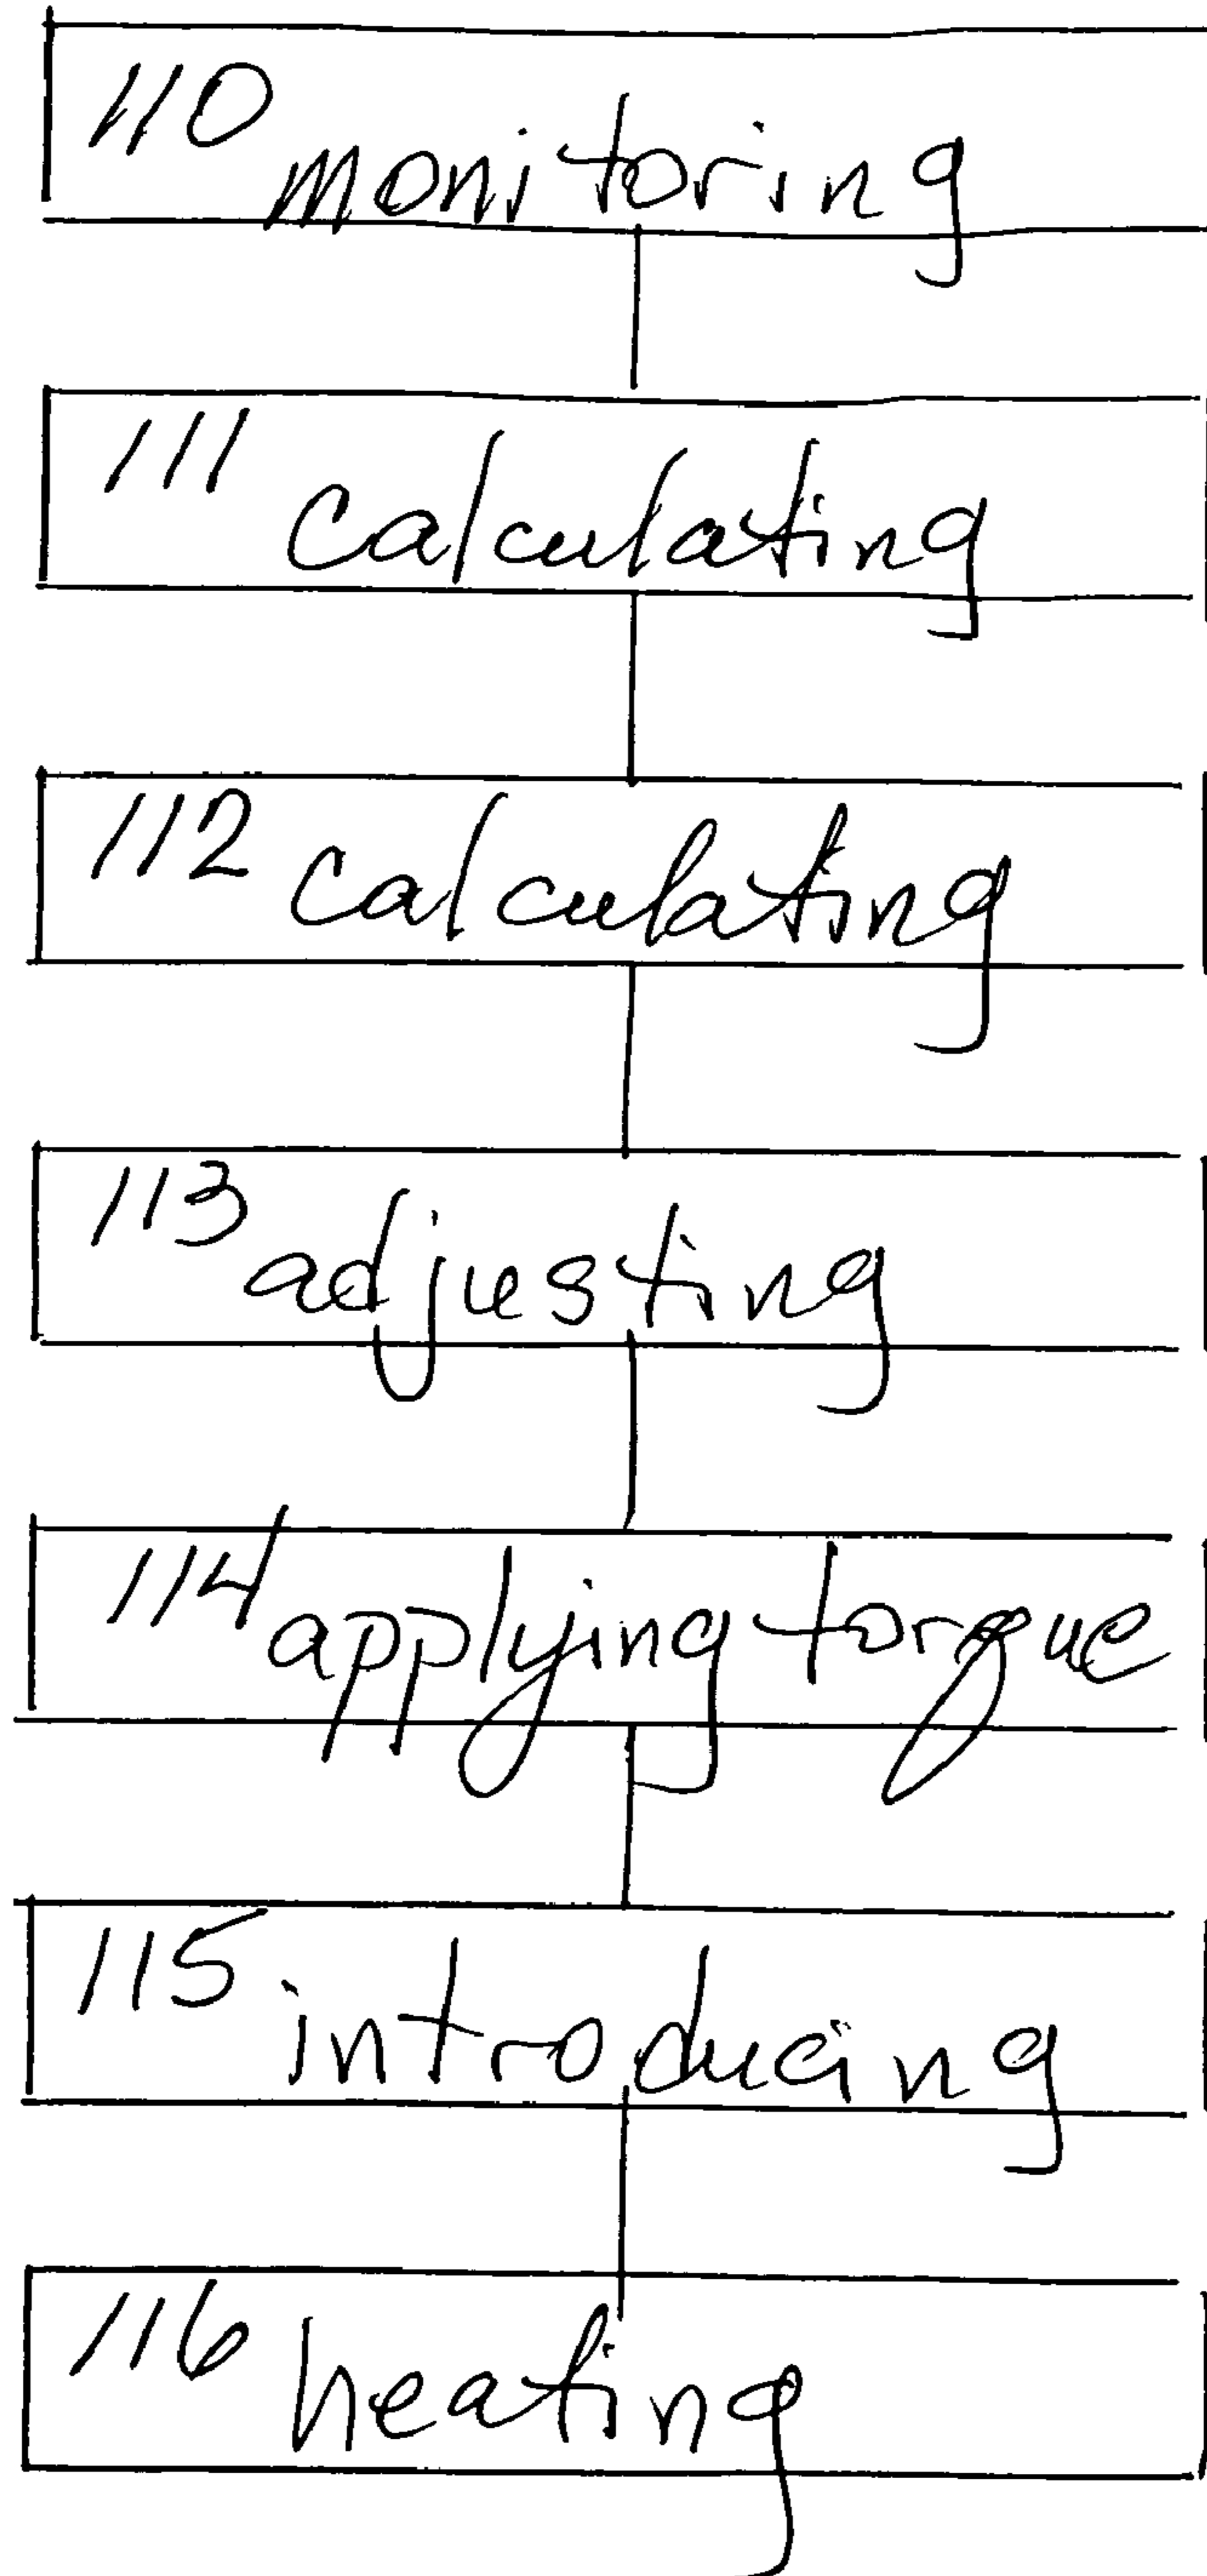 110 monitoring
111 calculating
112 calculating
113 adjusting
114 applying torque
115 introducing
116 heating